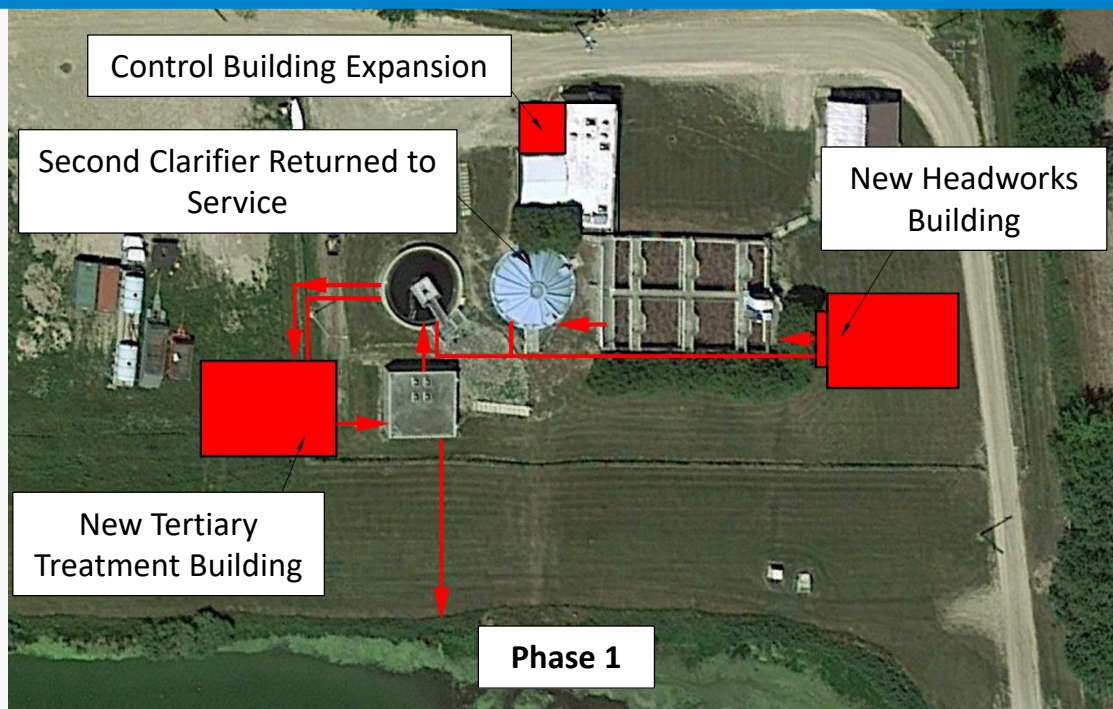 Control Building Expansion
Second Clarifier Returned to
Service
New Headworks
Building
New Tertiary
Treatment Building
Phase 1